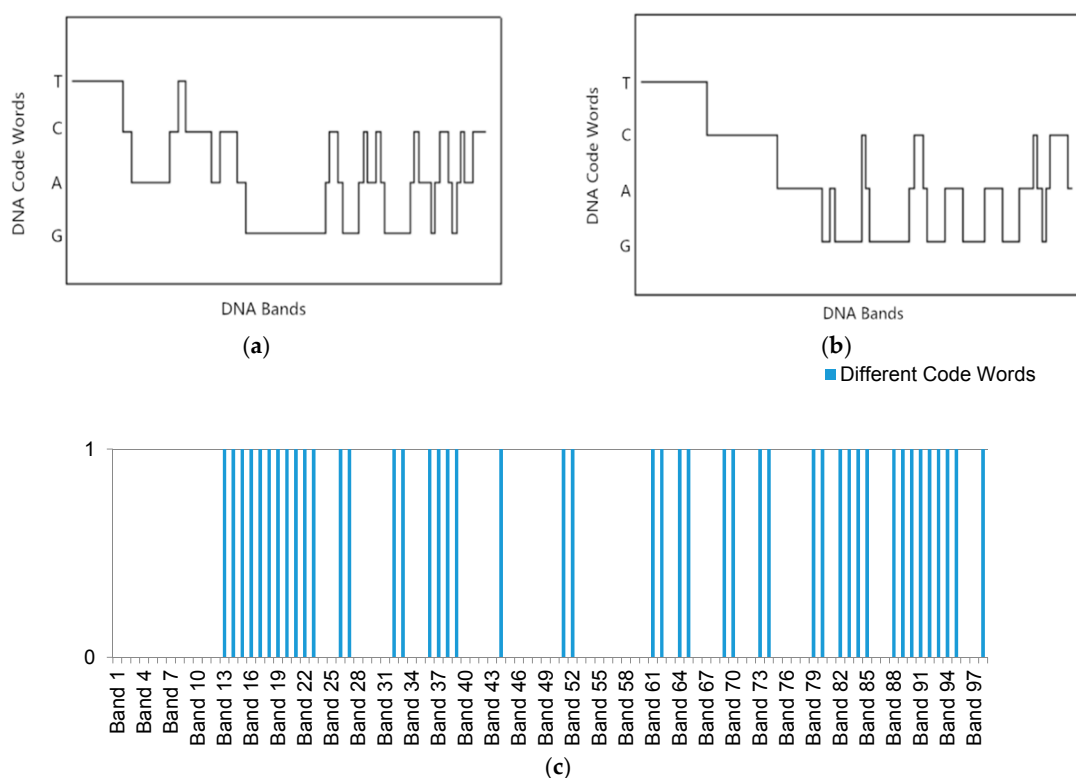 T
C
A
G
DNA Code Words
DNA Bands
(a)
T
C
A
G
DNA Code Words
DNA Bands
(b)
Different Code Words
1
0
Band 1
Band 4
Band 7
Band 10
Band 13
Band 16
Band 19
Band 22
Band 25
Band 28
Band 31
Band 34
Band 37
Band 40
Band 43
Band 46
Band 49
Band 52
Band 55
Band 58
Band 61
Band 64
Band 67
Band 70
Band 73
Band 76
Band 79
Band 82
Band 85
Band 88
Band 91
Band 94
Band 97
(c)